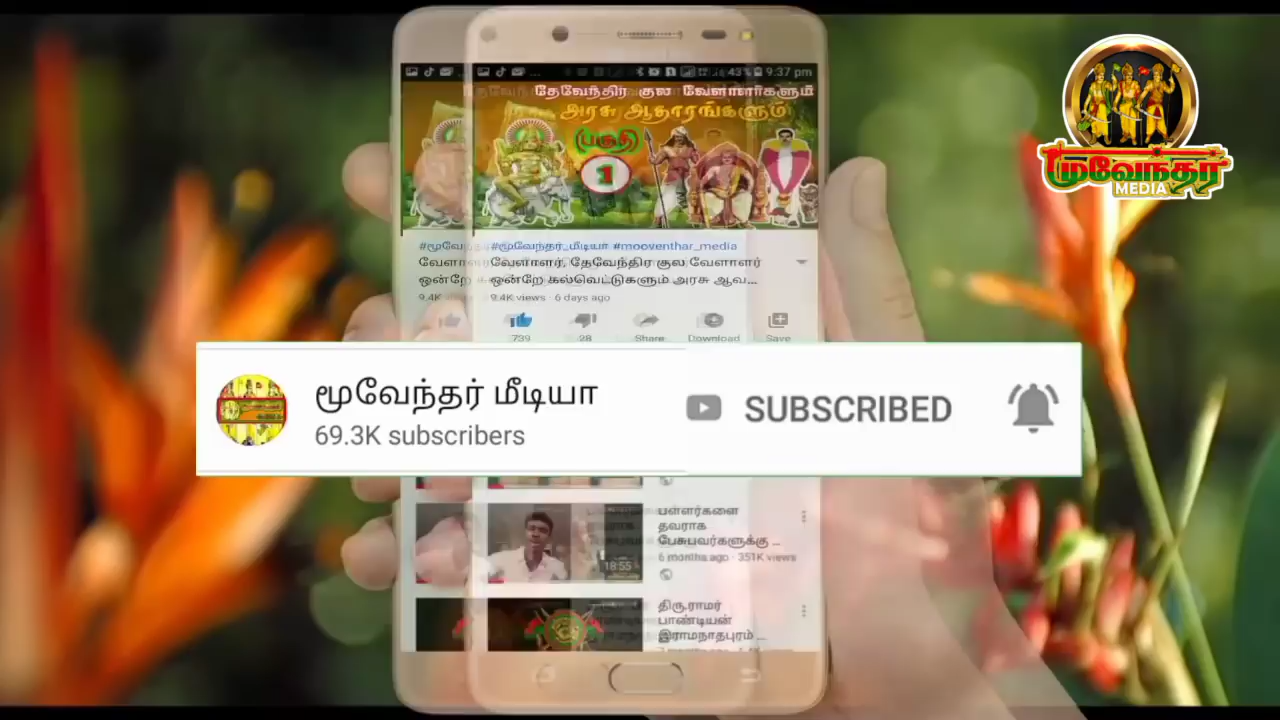 43% 9:37 pm
தேவேந்திர குல வேளாளர்களும்
அரசு ஆதாரங்களும்
பகுதி
1
மூவேந்தர்
MEDIA
#மூவேந்தர்_மீடியா #mooventhar_media
வேளாளர், தேவேந்திர குல வேளாளர்
ஒன்றே கல்வெட்டுகளும் அரசு ஆவ...
9.4K views · 6 days ago
739 28 Share Download Save
மூவேந்தர் மீடியா
69.3K subscribers
SUBSCRIBED
பள்ளர்களை
தவறாக
பேசுபவர்களுக்கு ...
6 months ago · 351K views
18:55
திரு.ராமர்
பாண்டியன்
இராமநாதபுரம் ...